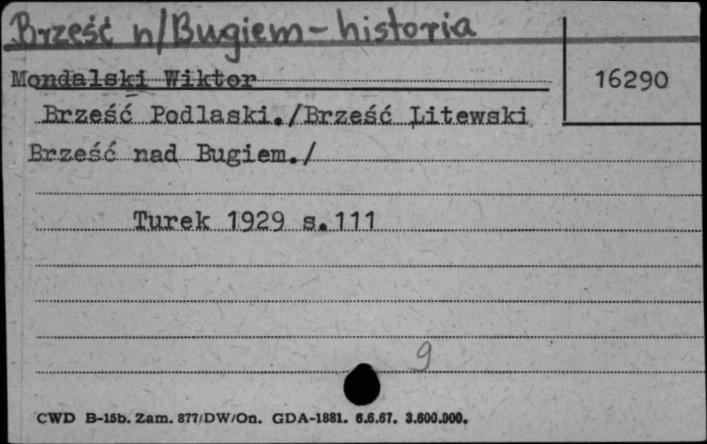 Brześć n/Bugiem - historia
Mondalski Wiktor
16290
Brześć Podlaski./Brześć Litewski
Brześć nad Bugiem./
Turek 1929 s.111
9
CWD B-15b. Zam. 877/DW/On. GDA-1881. 6.6.67. 3.600.000.